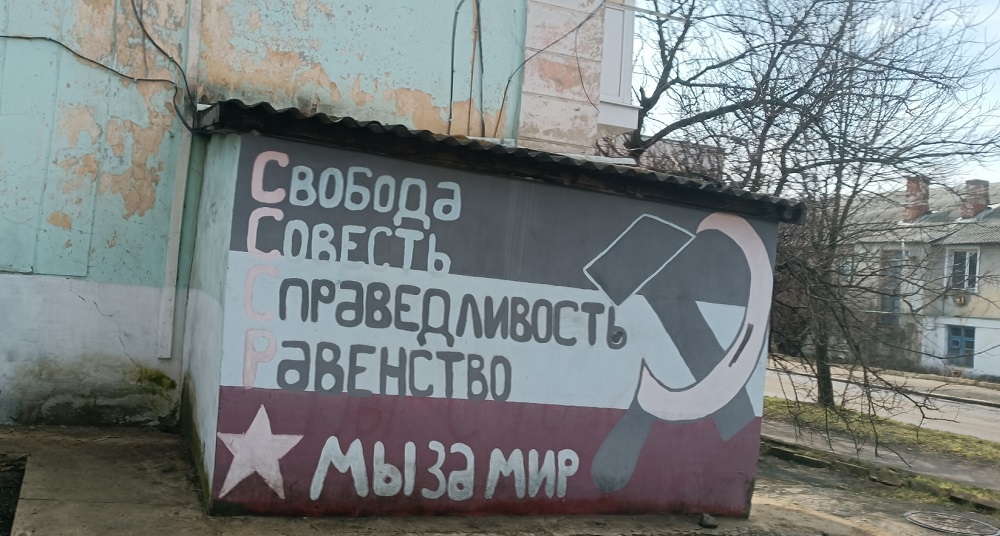 Свобода
Совесть
Справедливость
Равенство
Мы за мир